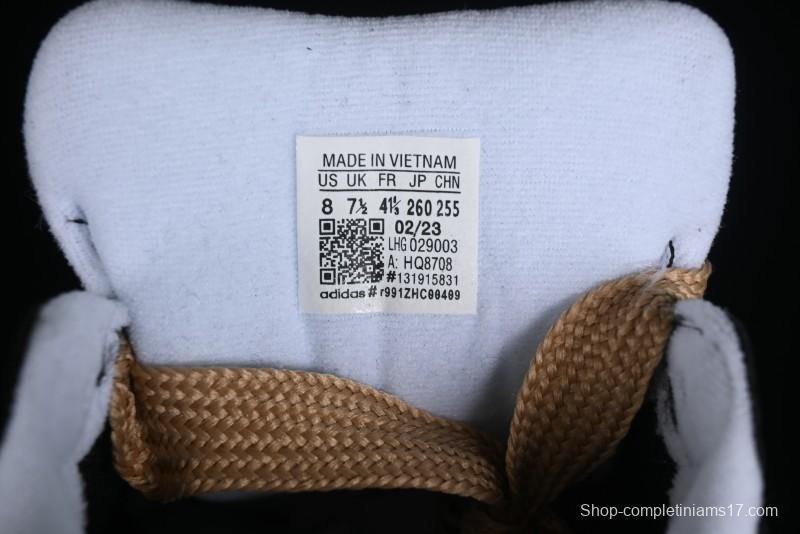 MADE IN VIETNAM
US UK FR JP CHN
8 7½ 41⅓ 260 255
02/23
LHG 029003
A: HQ8708
#131915831
adidas # r991ZHC00409
Shop-completiniams17.com